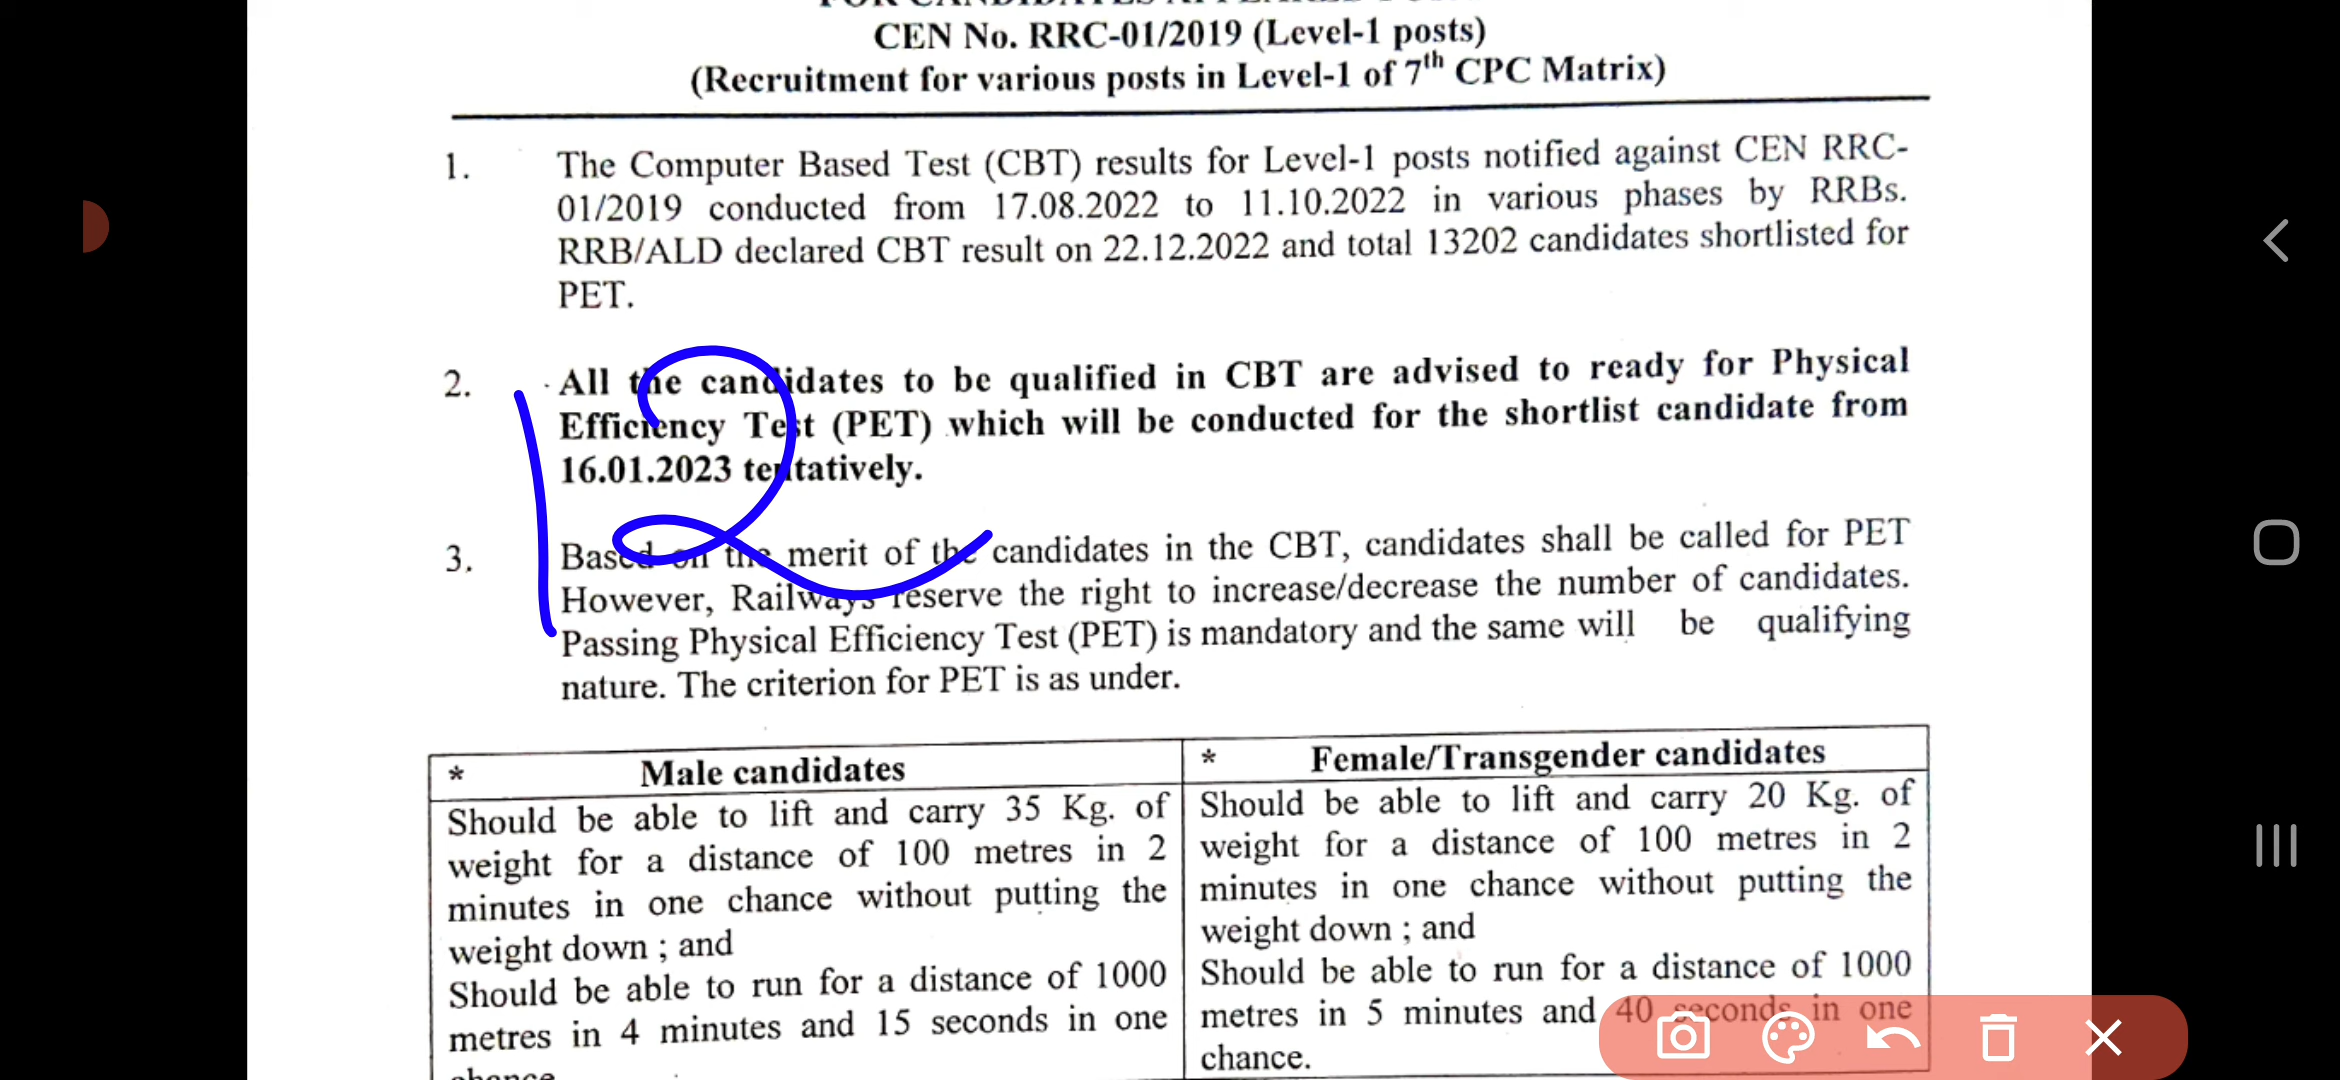 CEN No. RRC-01/2019 (Level-1 posts)
(Recruitment for various posts in Level-1 of 7th CPC Matrix)
1. The Computer Based Test (CBT) results for Level-1 posts notified against CEN RRC-
01/2019 conducted from 17.08.2022 to 11.10.2022 in various phases by RRBs.
RRB/ALD declared CBT result on 22.12.2022 and total 13202 candidates shortlisted for
PET.
2. All the candidates to be qualified in CBT are advised to ready for Physical
Efficiency Test (PET) which will be conducted for the shortlist candidate from
16.01.2023 tentatively.
12
3. Based on the merit of the candidates in the CBT, candidates shall be called for PET
However, Railways reserve the right to increase/decrease the number of candidates.
Passing Physical Efficiency Test (PET) is mandatory and the same will be qualifying
nature. The criterion for PET is as under.
* Male candidates
Should be able to lift and carry 35 Kg. of
weight for a distance of 100 metres in 2
minutes in one chance without putting the
weight down ; and
Should be able to run for a distance of 1000
metres in 4 minutes and 15 seconds in one
* Female/Transgender candidates
Should be able to lift and carry 20 Kg. of
weight for a distance of 100 metres in 2
minutes in one chance without putting the
weight down ; and
Should be able to run for a distance of 1000
metres in 5 minutes and 40 seconds in one
chance.